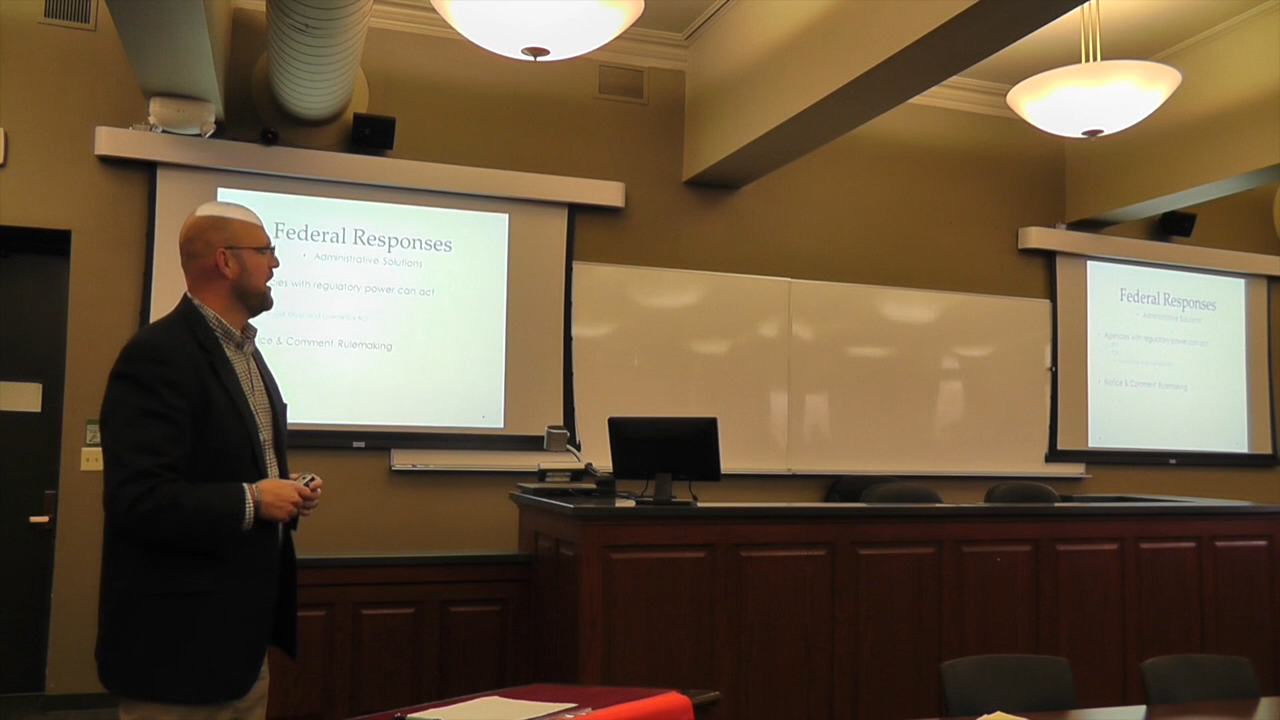 Federal Responses
• Administrative Solutions
cies with regulatory power can act
ice & Comment Rulemaking
Federal Responses
• Administrative Solutions
• Agencies with regulatory power can act
• Notice & Comment Rulemaking